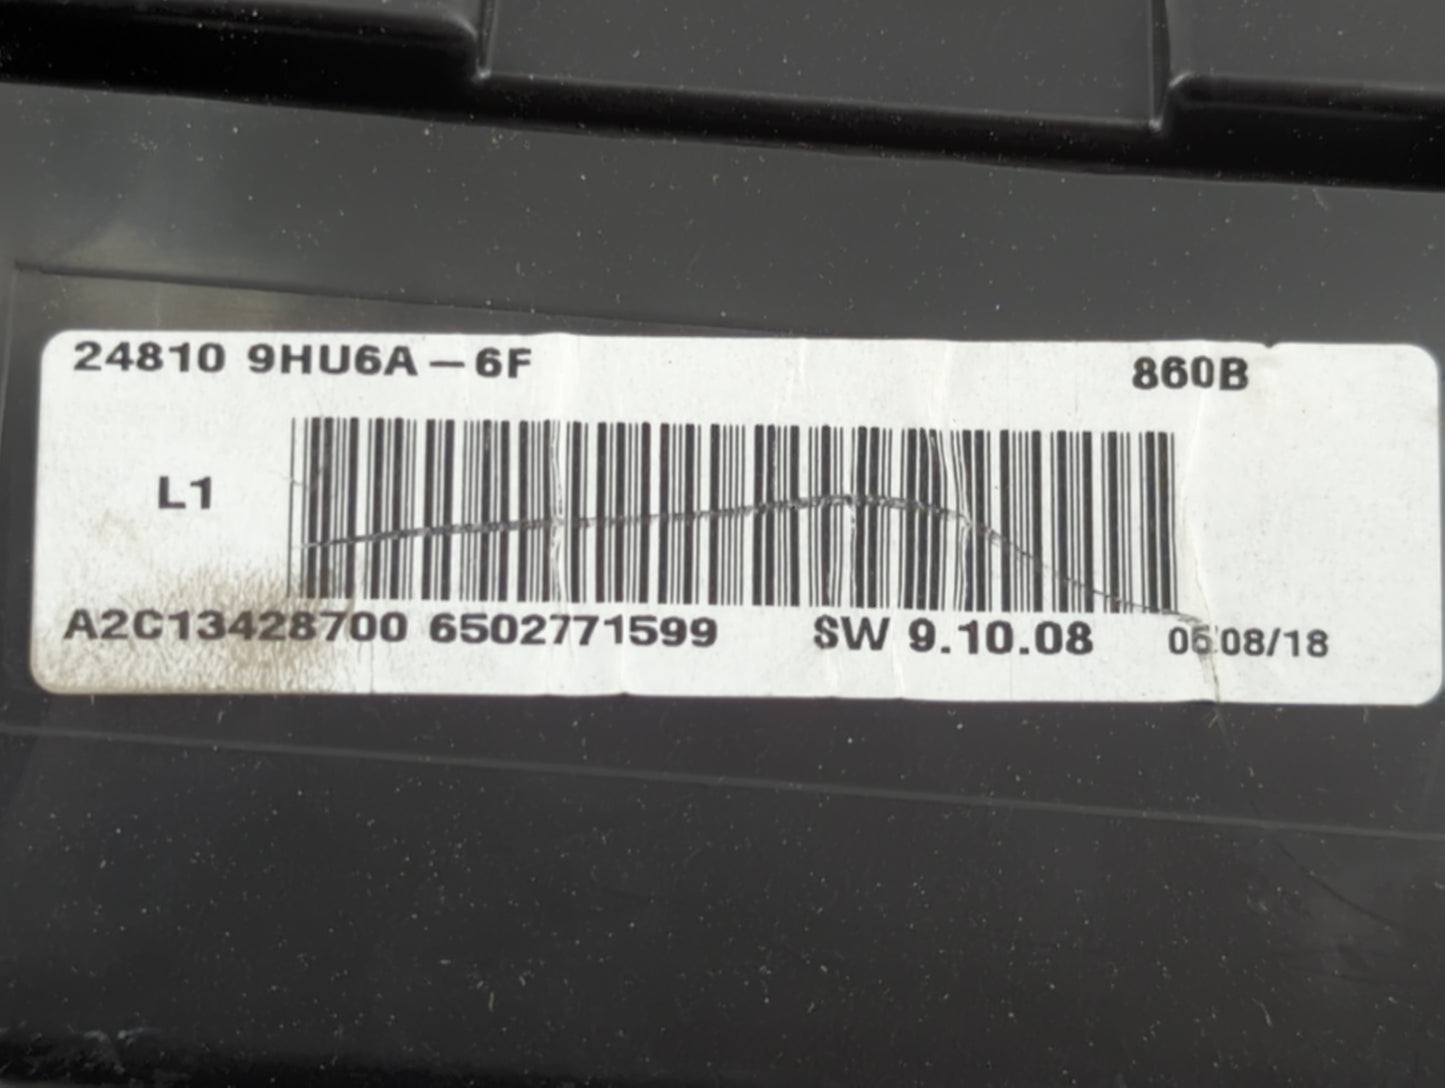 24810 9HU6A-6F 860B
L1
A2C13428700 6502771599 SW 9.10.08 06/08/18